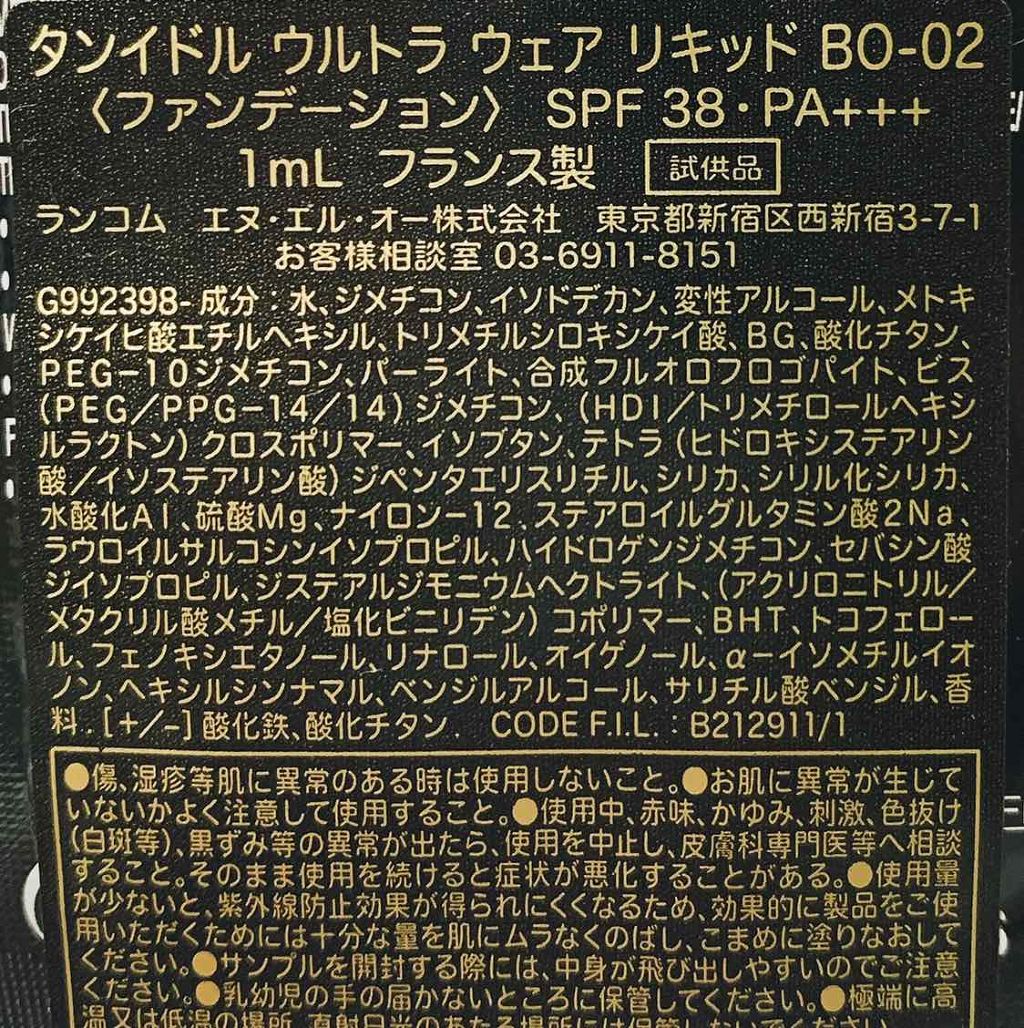 タンイドル ウルトラ ウェア リキッド BO-02
〈ファンデーション〉 SPF 38・PA+++
1mL フランス製 試供品
ランコム エヌ・エル・オー株式会社 東京都新宿区西新宿3-7-1
お客様相談室 03-6911-8151
G992398- 成分 : 水、ジメチコン、イソドデカン、変性アルコール、メトキ
シケイヒ酸エチルヘキシル、トリメチルシロキシケイ酸、BG、酸化チタン、
PEG-10ジメチコン、パーライト、合成フルオロフロゴパイト、ビス
(PEG/PPG-14/14) ジメチコン、(HDI/トリメチロールヘキシ
ルラクトン) クロスポリマー、イソブタン、テトラ (ヒドロキシステアリン
酸/イソステアリン酸) ジペンタエリスリチル、シリカ、シリル化シリカ、
水酸化Al、硫酸Mg、ナイロン-12、ステアロイルグルタミン酸2Na、
ラウロイルサルコシンイソプロピル、ハイドロゲンジメチコン、セバシン酸
ジイソプロピル、ジステアルジモニウムヘクトライト、(アクリロニトリル/
メタクリル酸メチル/塩化ビニリデン) コポリマー、BHT、トコフェロー
ル、フェノキシエタノール、リナロール、オイゲノール、α-イソメチルイオ
ノン、ヘキシルシンナマル、ベンジルアルコール、サリチル酸ベンジル、香
料. [+/-] 酸化鉄、酸化チタン. CODE F.I.L. : B212911/1
●傷、湿疹等肌に異常のある時は使用しないこと。●お肌に異常が生じて
いないかよく注意して使用すること。●使用中、赤味、かゆみ、刺激、色抜け
(白斑等)、黒ずみ等の異常が出たら、使用を中止し、皮膚科専門医等へ相談
すること。そのまま使用を続けると症状が悪化することがある。●使用量
が少ないと、紫外線防止効果が得られにくくなるため、効果的に製品をご使
用いただくためには十分な量を肌にムラなくのばし、こまめに塗りなおして
ください。●サンプルを開封する際には、中身が飛び出しやすいのでご注意
ください。●乳幼児の手の届かないところに保管してください。●極端に高
温又は低温の場所、直射日光のあたる場所には保管しないでください